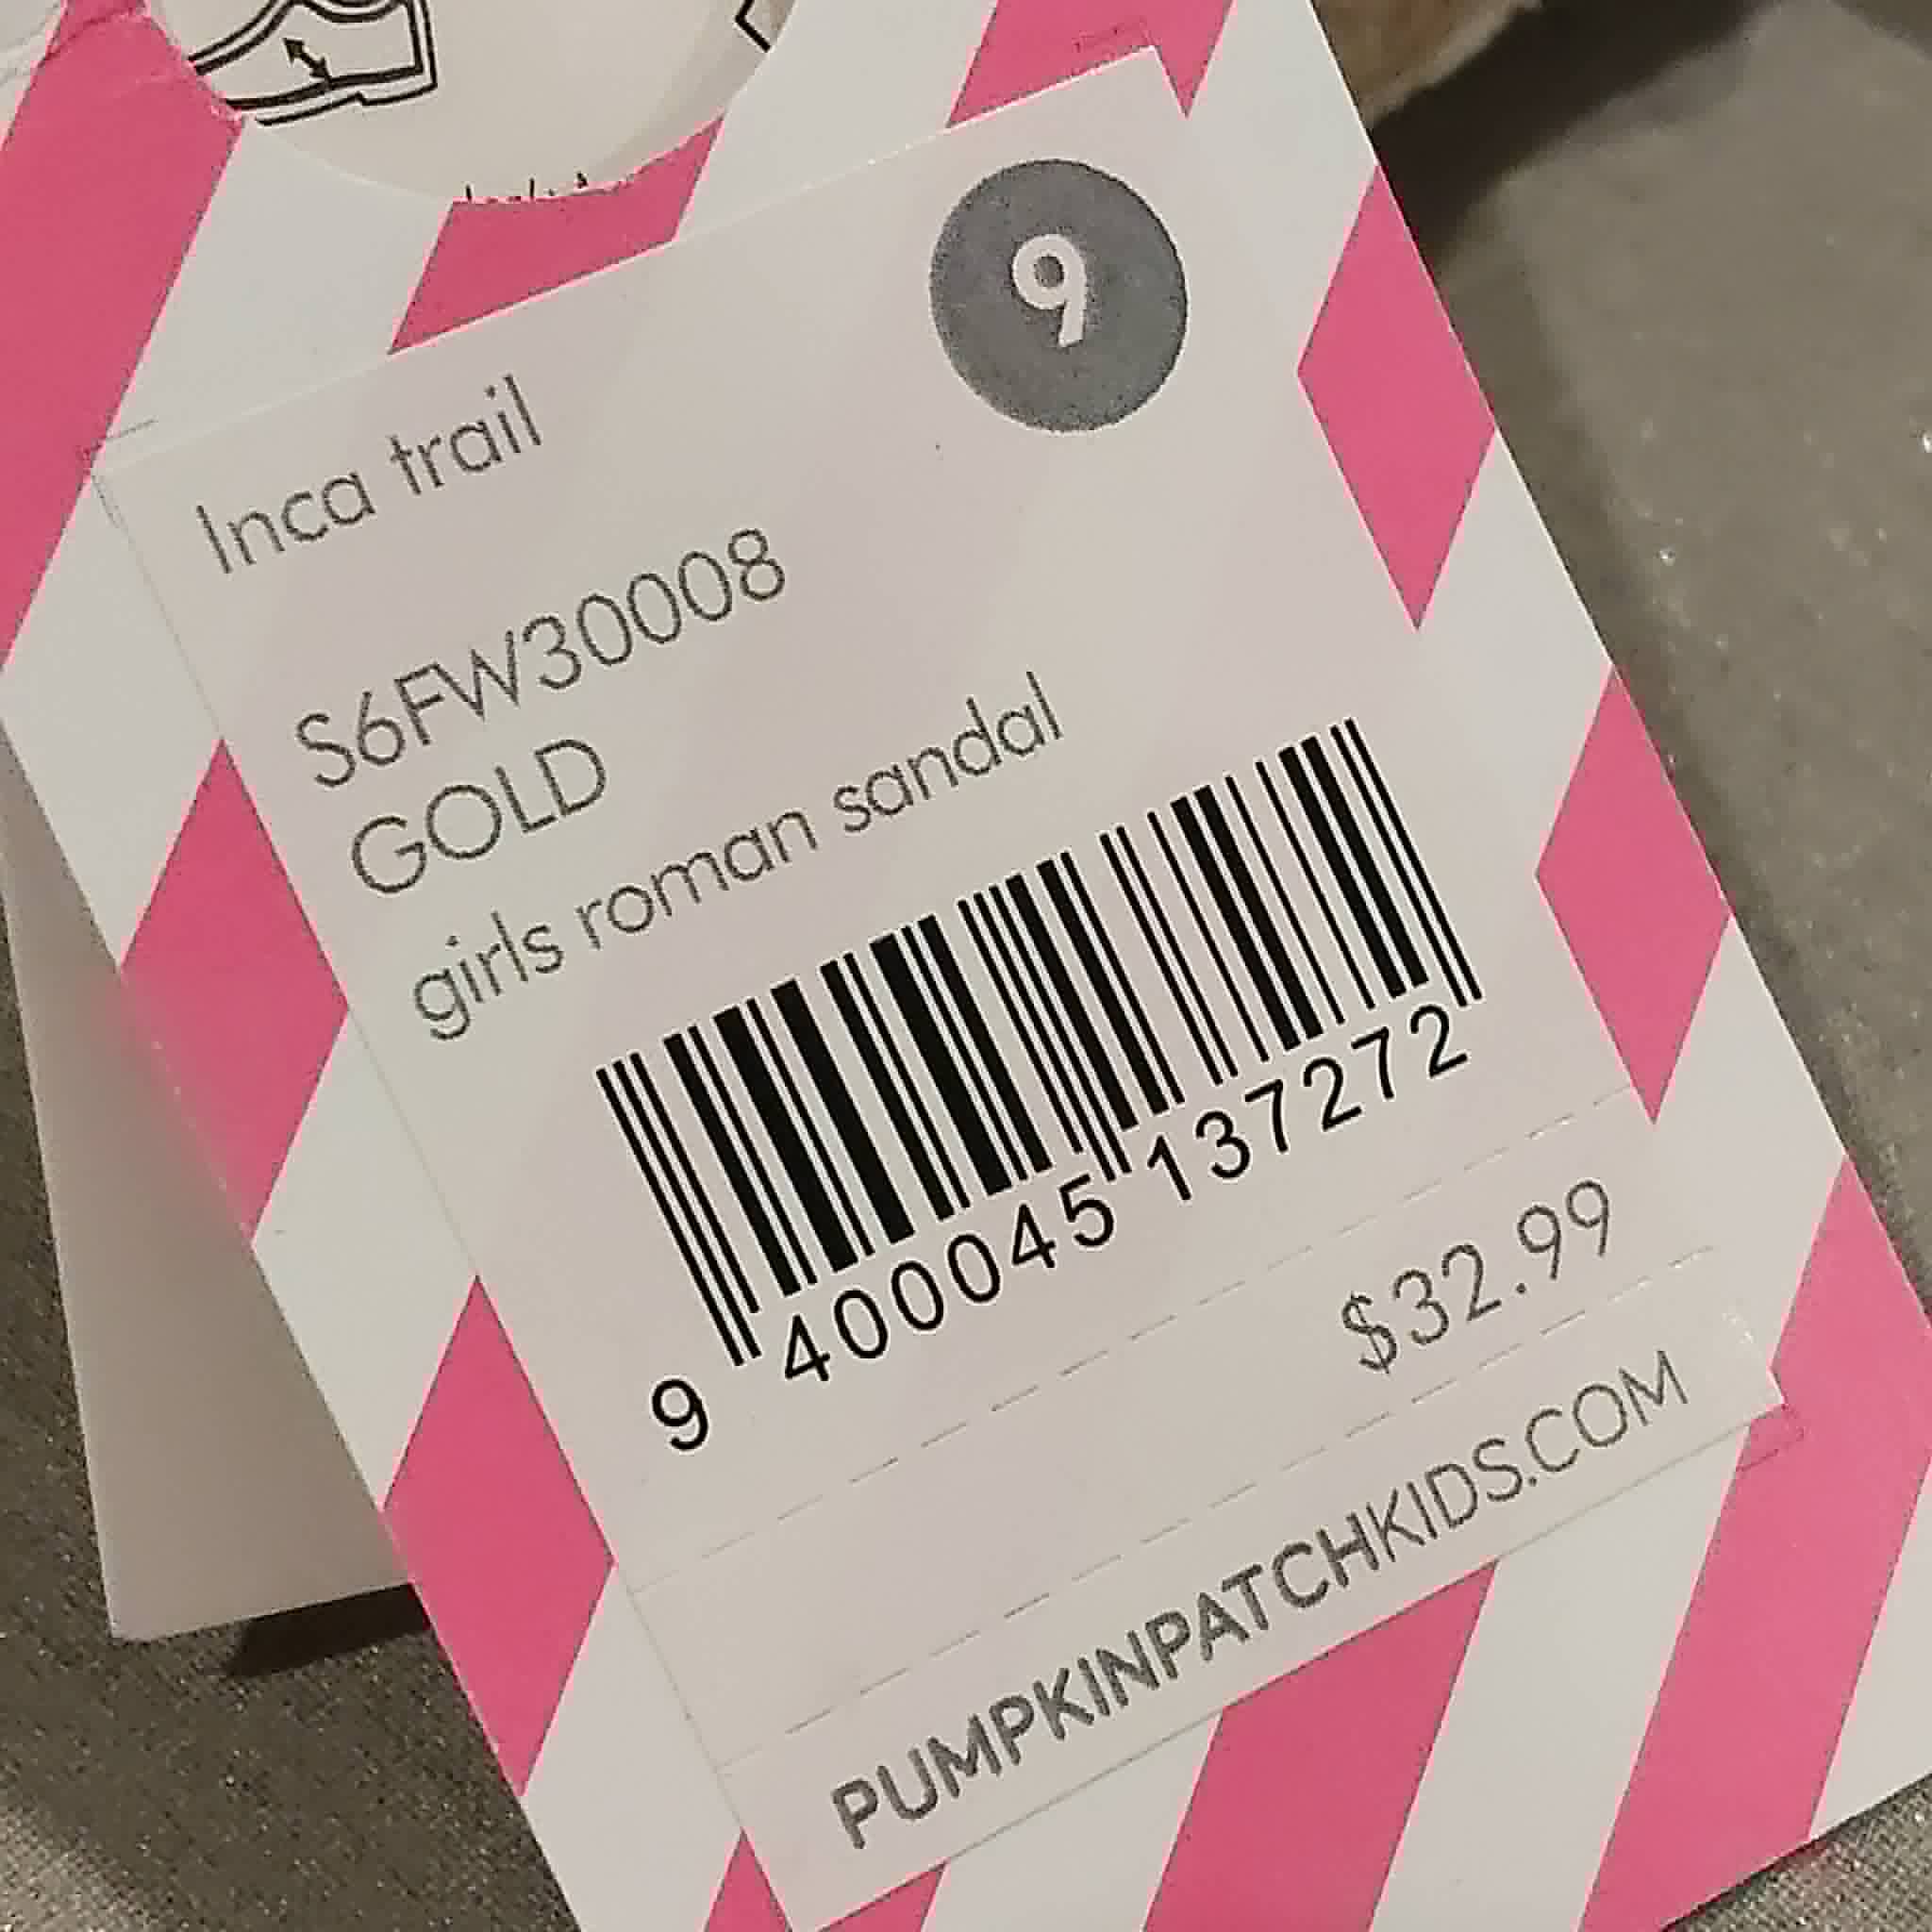 9
Inca trail
S6FW30008
GOLD
girls roman sandal
9 400045 137272
$32.99
PUMPKINPATCHKIDS.COM